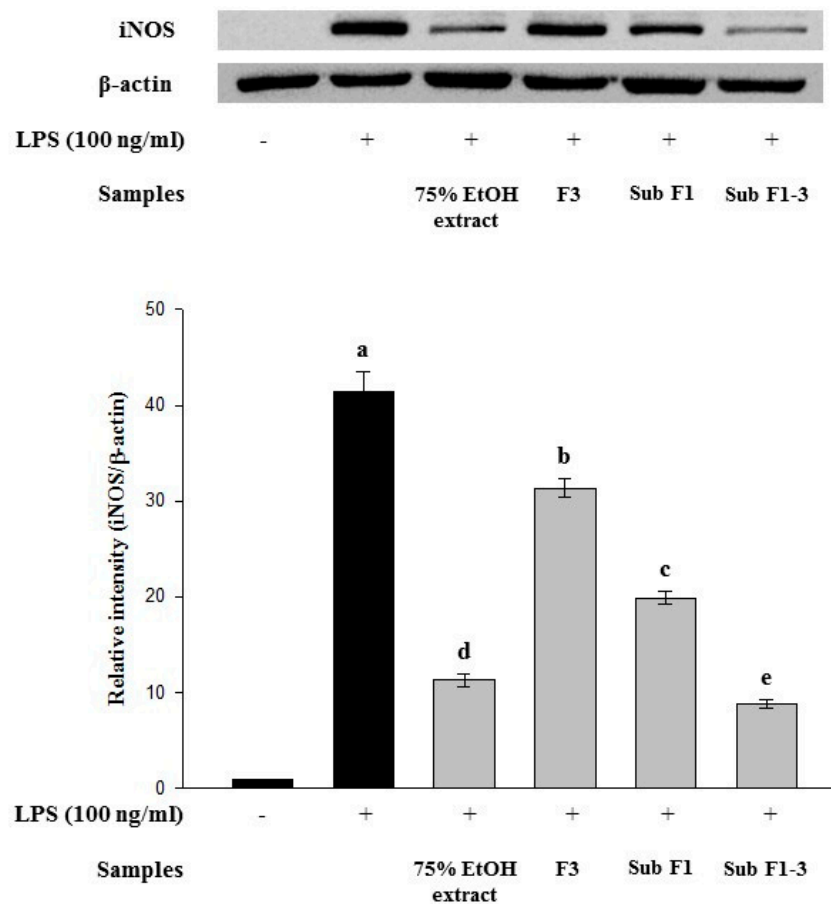 iNOS
β-actin
LPS (100 ng/ml) - + + + + +
Samples 75% EtOH extract F3 Sub F1 Sub F1-3
Relative intensity (iNOS/β-actin)
50
40
30
20
10
0
a
b
c
d
e
LPS (100 ng/ml) - + + + + +
Samples 75% EtOH extract F3 Sub F1 Sub F1-3